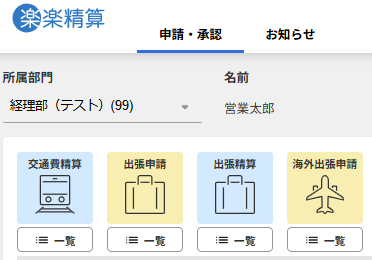 楽楽精算
申請・承認 お知らせ
所属部門 名前
経理部（テスト）(99) 営業太郎
交通費精算 出張申請 出張精算 海外出張申請
一覧 一覧 一覧 一覧